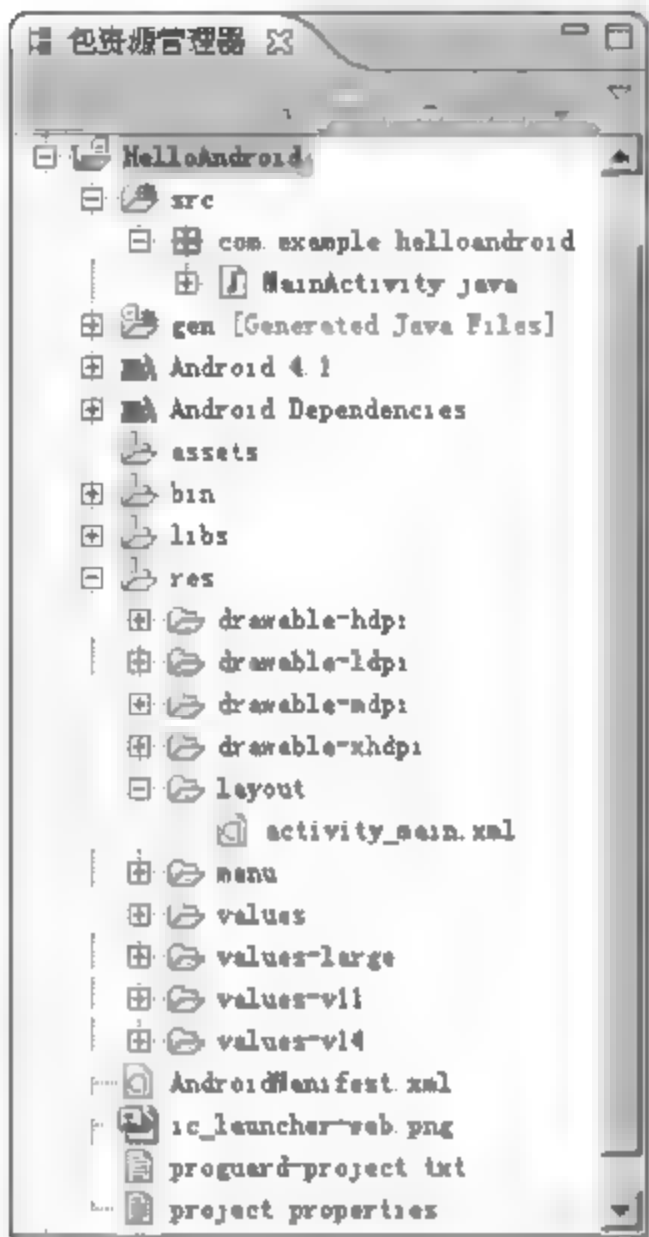 包资源管理器
HelloAndroid
src
com.example.helloandroid
MainActivity.java
gen [Generated Java Files]
Android 4.1
Android Dependencies
assets
bin
libs
res
drawable-hdpi
drawable-ldpi
drawable-mdpi
drawable-xhdpi
layout
activity_main.xml
menu
values
values-large
values-v11
values-v14
AndroidManifest.xml
ic_launcher-web.png
proguard-project.txt
project.properties